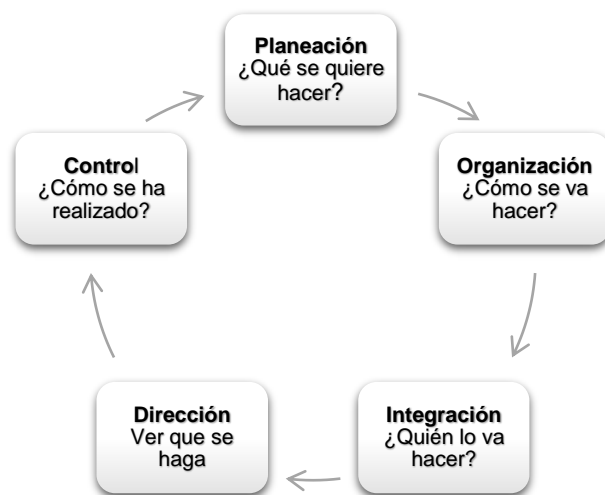 Planeación
¿Qué se quiere
hacer?
Organización
¿Cómo se va
hacer?
Integración
¿Quién lo va
hacer?
Dirección
Ver que se
haga
Control
¿Cómo se ha
realizado?